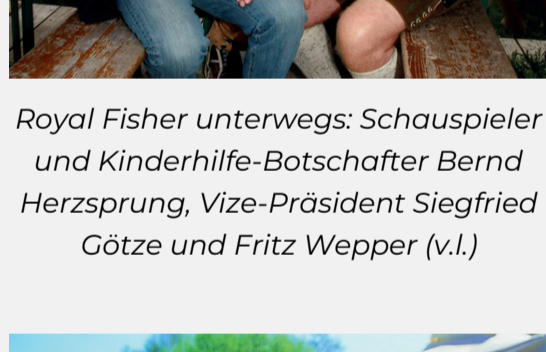 Royal Fisher unterwegs: Schauspieler
und Kinderhilfe-Botschafter Bernd
Herzsprung, Vize-Präsident Siegfried
Götze und Fritz Wepper (v.l.)